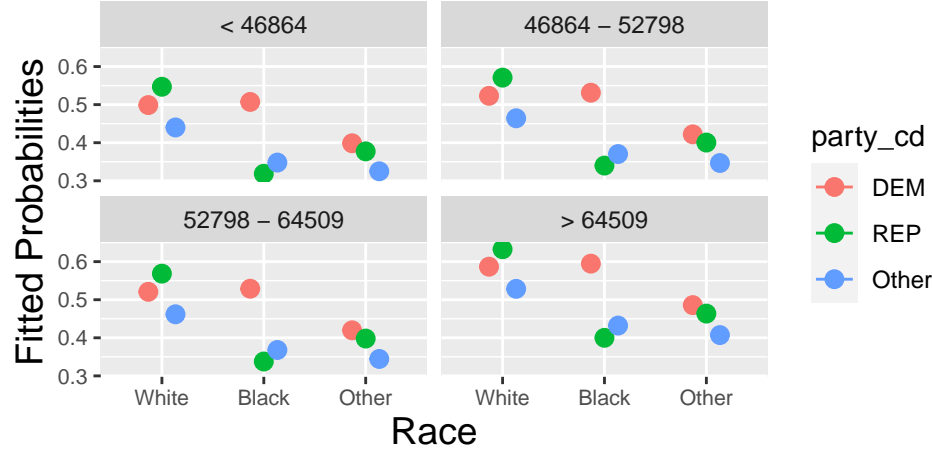 < 46864
46864 − 52798
0.6
0.5
0.4
0.3
52798 − 64509
> 64509
0.6
0.5
0.4
0.3
White
Black
Other
White
Black
Other
Race
Fitted Probabilities
party_cd
DEM
REP
Other